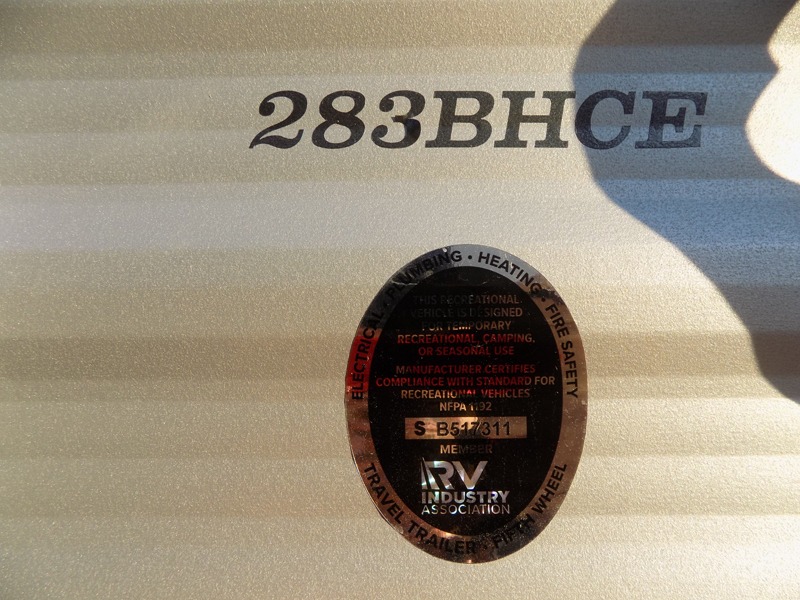 283BHCE
ELECTRICAL · PLUMBING · HEATING · FIRE SAFETY
THIS RECREATIONAL
VEHICLE IS DESIGNED
FOR TEMPORARY
RECREATIONAL, CAMPING,
OR SEASONAL USE
MANUFACTURER CERTIFIES
COMPLIANCE WITH STANDARD FOR
RECREATIONAL VEHICLES
NFPA 1192
S B517311
MEMBER
RV
INDUSTRY
ASSOCIATION
TRAVEL TRAILER · FIFTH WHEEL